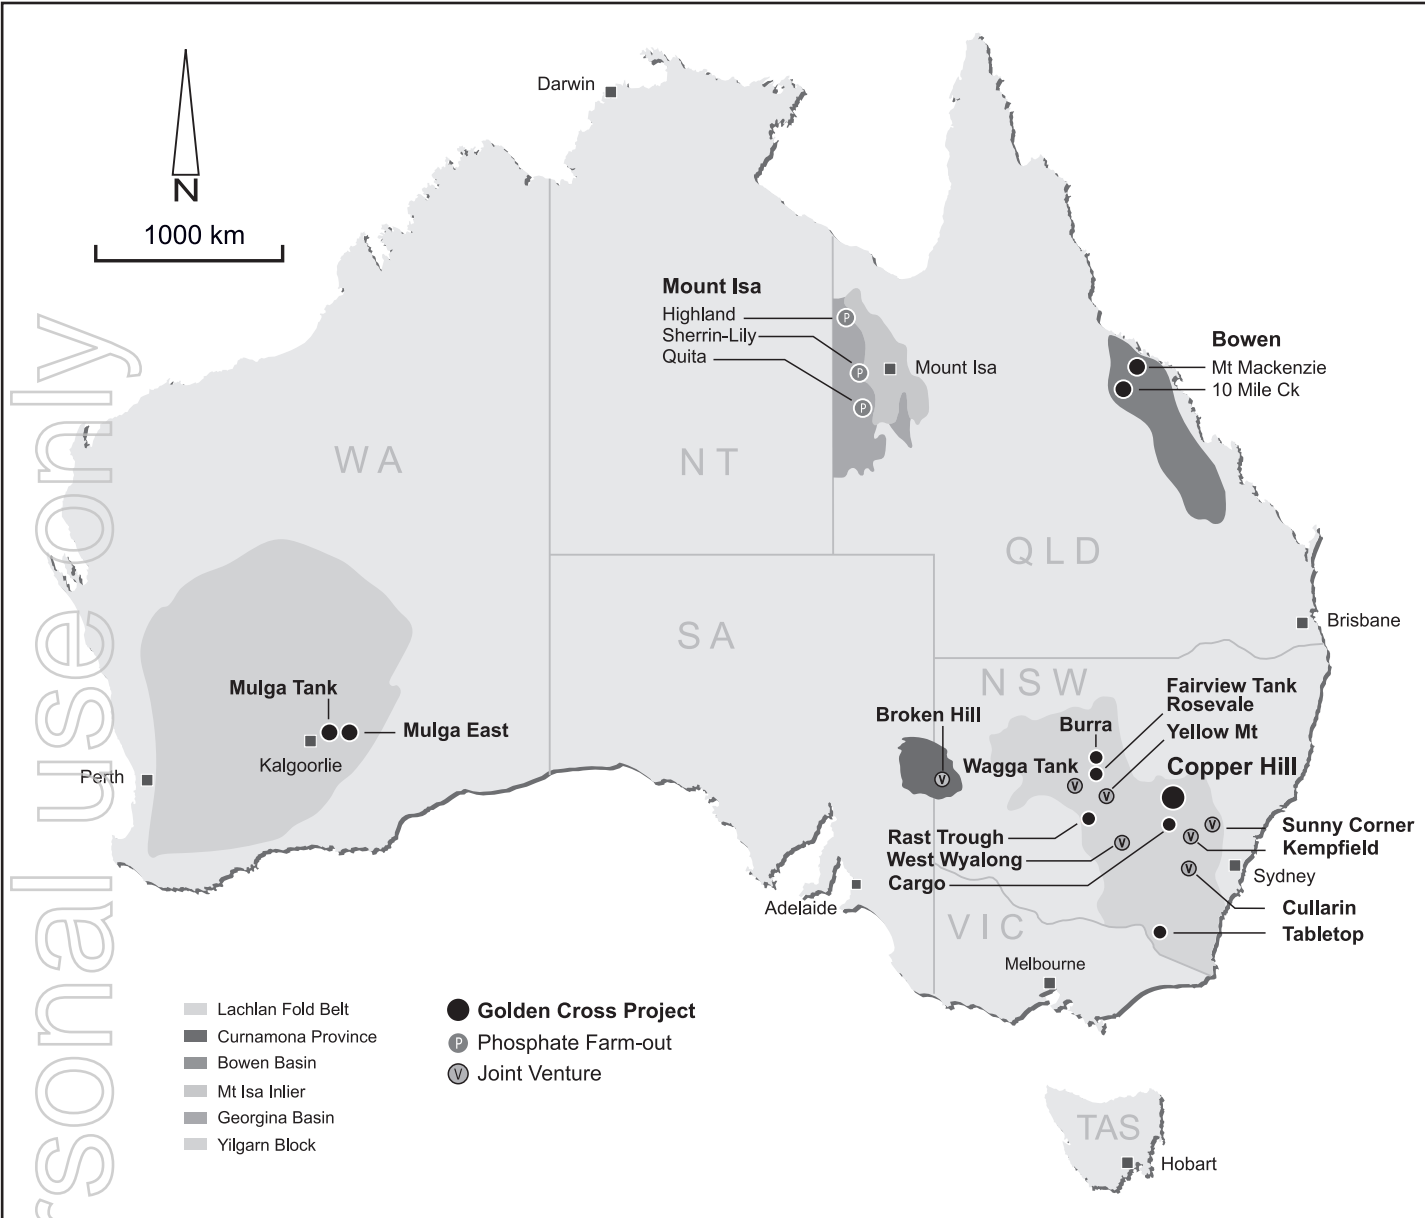 Darwin
N
1000 km
Mount Isa
Highland
Sherrin-Lily
Quita
P
P
P
Mount Isa
Bowen
Mt Mackenzie
10 Mile Ck
WA
NT
QLD
SA
NSW
Brisbane
Mulga Tank
Mulga East
Kalgoorlie
Perth
Broken Hill
V
Burra
Fairview Tank
Rosevale
Yellow Mt
Wagga Tank
V
V
Copper Hill
Rast Trough
West Wyalong
V
Cargo
V
V
Sunny Corner
Kempfield
V
Sydney
Cullarin
Tabletop
Adelaide
VIC
Melbourne
Lachlan Fold Belt
Curnamona Province
Bowen Basin
Mt Isa Inlier
Georgina Basin
Yilgarn Block
Golden Cross Project
P Phosphate Farm-out
V Joint Venture
TAS
Hobart
rsonal use only